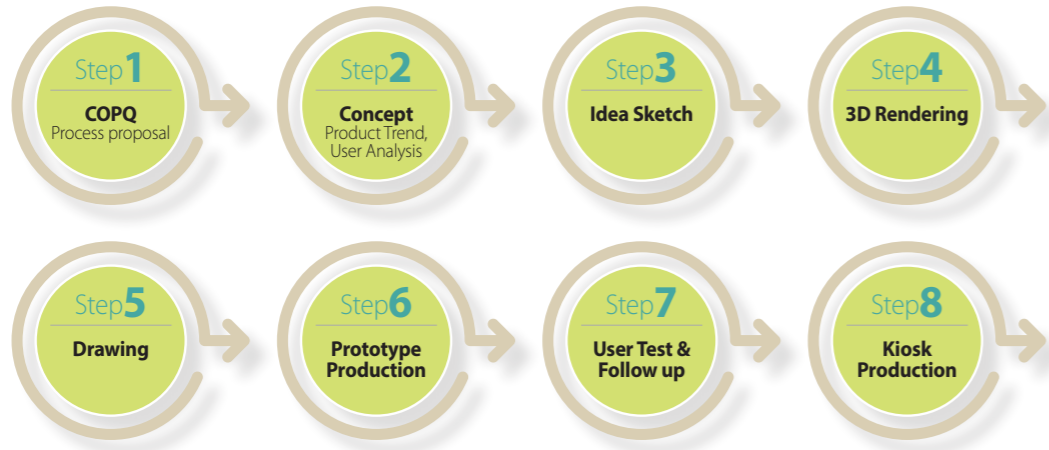 Step1
COPQ
Process proposal
Step2
Concept
Product Trend,
User Analysis
Step3
Idea Sketch
Step4
3D Rendering
Step5
Drawing
Step6
Prototype
Production
Step7
User Test &
Follow up
Step8
Kiosk
Production